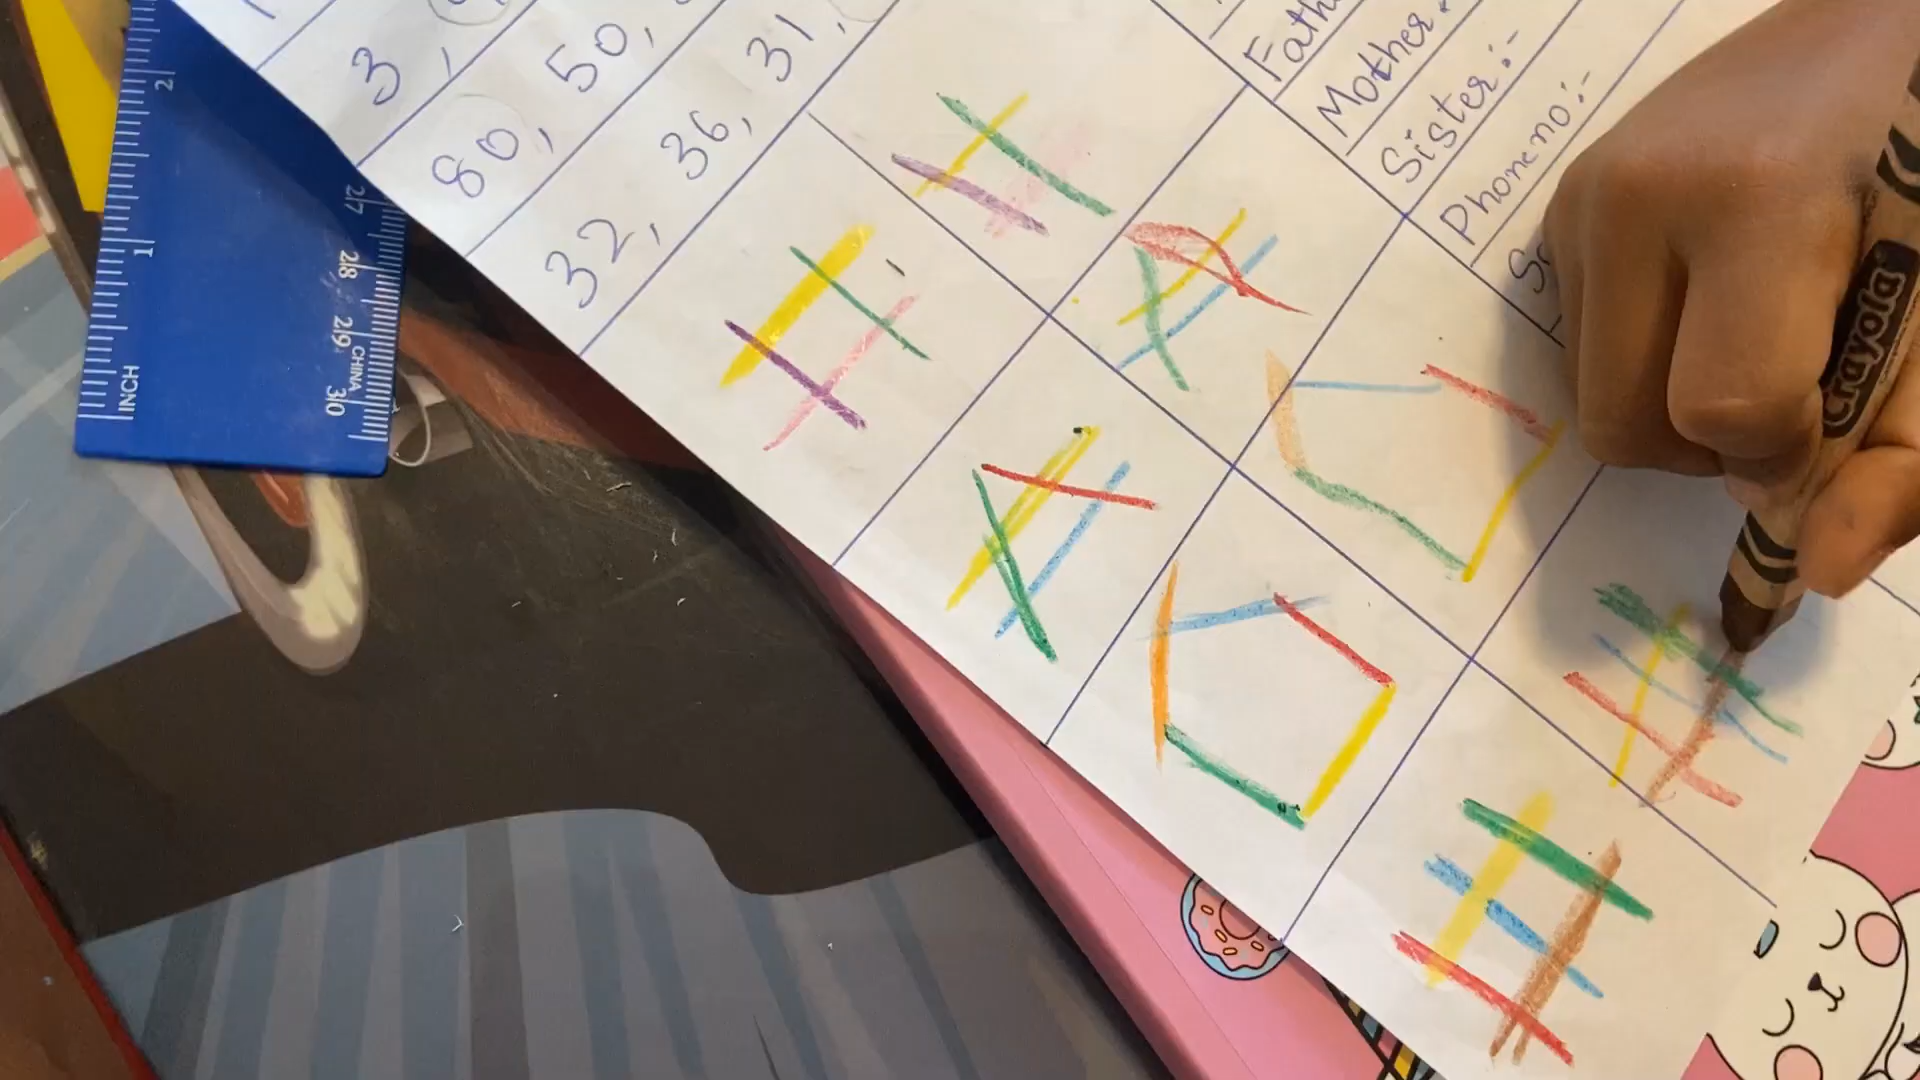 3,
80, 50,
32, 36, 31,
Fath
Mother:
Sister:-
Phone no:-
Crayola
2
1
INCH
27
28
29
CHINA
30